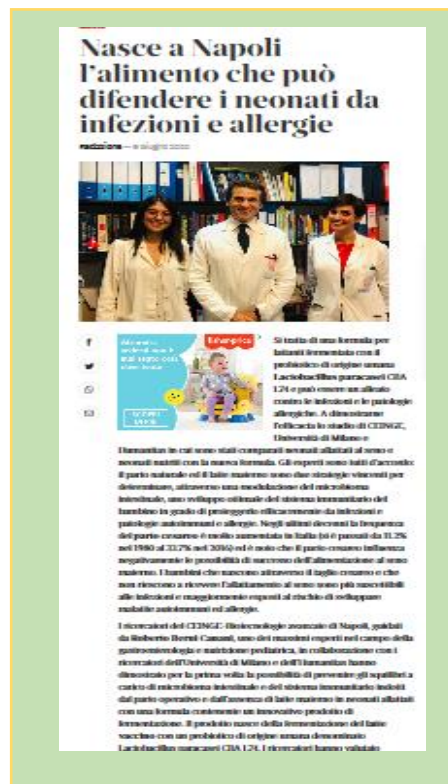 Nasce a Napoli
l'alimento che può
difendere i neonati da
infezioni e allergie
redazione — 6 Giugno 2022
fisher-price
Si tratta di una formula per
lattanti fermentata con il
probiotico di origine umana
Lactobacillus paracasei CBA
L74 e può essere un alleato
contro le infezioni e le patologie
allergiche. A dimostrarne
l'efficacia lo studio di CEINGE,
Università di Milano e
Humanitas in cui sono stati comparati neonati allattati al seno e
neonati nutriti con la nuova formula. Gli esperti sono tutti d'accordo:
il parto naturale ed il latte materno sono due strategie vincenti per
determinare, attraverso una modulazione del microbioma
intestinale, uno sviluppo ottimale del sistema immunitario del
bambino in grado di proteggerlo efficacemente da infezioni e
patologie autoimmuni e allergie. Negli ultimi decenni la frequenza
del parto cesareo è molto aumentata in Italia (si è passati da 11.2%
nel 1980 al 33.7% nel 2016) ed è noto che il parto cesareo influenza
negativamente le possibilità di successo dell'alimentazione al seno
materno. I bambini che nascono attraverso il taglio cesareo e che
non riescono a ricevere l'allattamento al seno sono più suscettibili
alle infezioni e maggiormente esposti al rischio di sviluppare
malattie autoimmuni ed allergie.
I ricercatori del CEINGE-Biotecnologie avanzate di Napoli, guidati
da Roberto Berni Canani, uno dei massimi esperti nel campo della
gastroenterologia e nutrizione pediatrica, in collaborazione con i
ricercatori dell'Università di Milano e dell'Humanitas hanno
dimostrato per la prima volta la possibilità di prevenire gli squilibri a
carico di microbioma intestinale e del sistema immunitario indotti
dal parto operativo e dall'assenza di latte materno in neonati allattati
con una formula contenente un innovativo prodotto di
fermentazione. Il prodotto nasce della fermentazione del latte
vaccino con un probiotico di origine umana denominato
Lactobacillus paracasei CBA L74. I ricercatori hanno valutato